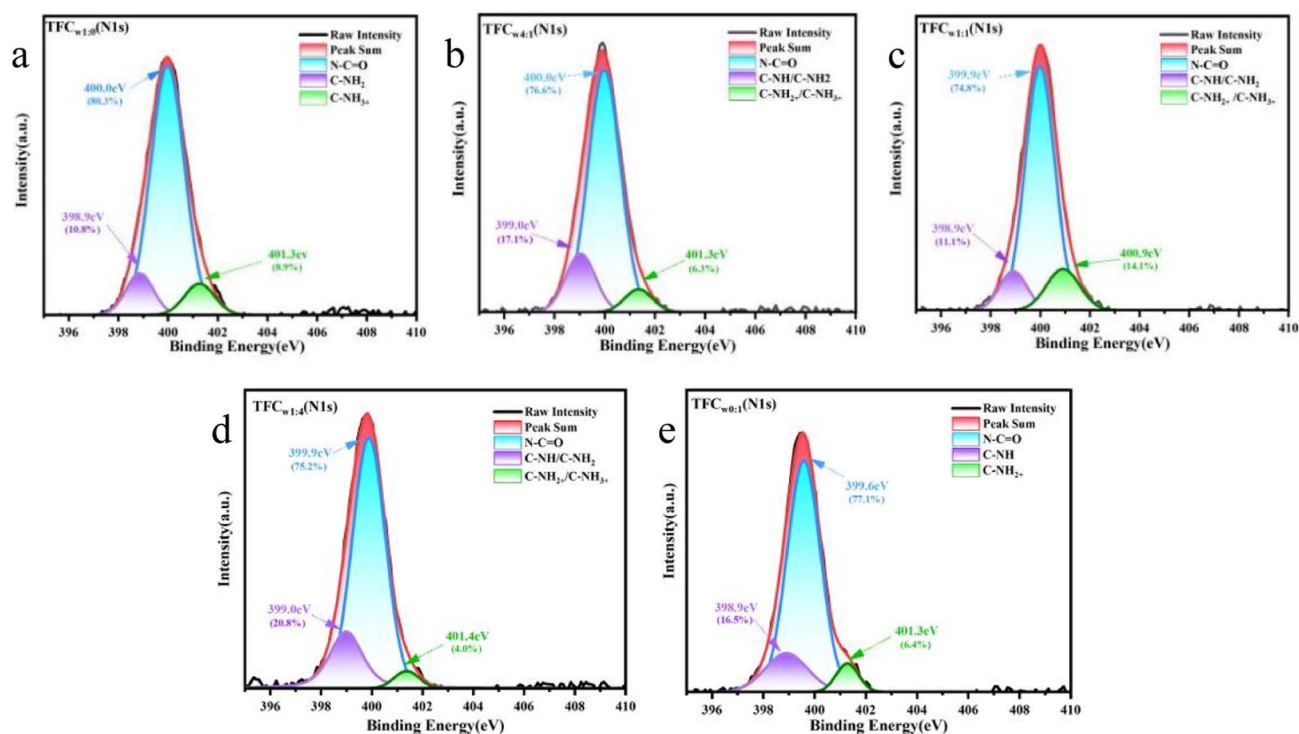 a
TFCw1:0(N1s)
Raw Intensity
Peak Sum
N-C=O
C-NH2
C-NH3+
400.0eV
(80.3%)
398.9eV
(10.8%)
401.3ev
(8.9%)
Intensity(a.u.)
396 398 400 402 404 406 408 410
Binding Energy(eV)
b
TFCw4:1(N1s)
Raw Intensity
Peak Sum
N-C=O
C-NH/C-NH2
C-NH2+/C-NH3+
400.0eV
(76.6%)
399.0eV
(17.1%)
401.3eV
(6.3%)
Intensity(a.u.)
396 398 400 402 404 406 408 410
Binding Energy(eV)
c
TFCw1:1(N1s)
Raw Intensity
Peak Sum
N-C=O
C-NH/C-NH2
C-NH2+ /C-NH3+
399.9eV
(74.8%)
398.9eV
(11.1%)
400.9eV
(14.1%)
Intensity(a.u.)
396 398 400 402 404 406 408 410
Binding Energy(eV)
d
TFCw1:4(N1s)
Raw Intensity
Peak Sum
N-C=O
C-NH/C-NH2
C-NH2+/C-NH3+
399.9eV
(75.2%)
399.0eV
(20.8%)
401.4eV
(4.0%)
Intensity(a.u.)
396 398 400 402 404 406 408 410
Binding Energy(eV)
e
TFCw0:1(N1s)
Raw Intensity
Peak Sum
N-C=O
C-NH
C-NH2+
399.6eV
(77.1%)
398.9eV
(16.5%)
401.3eV
(6.4%)
Intensity(a.u.)
396 398 400 402 404 406 408 410
Binding Energy(eV)